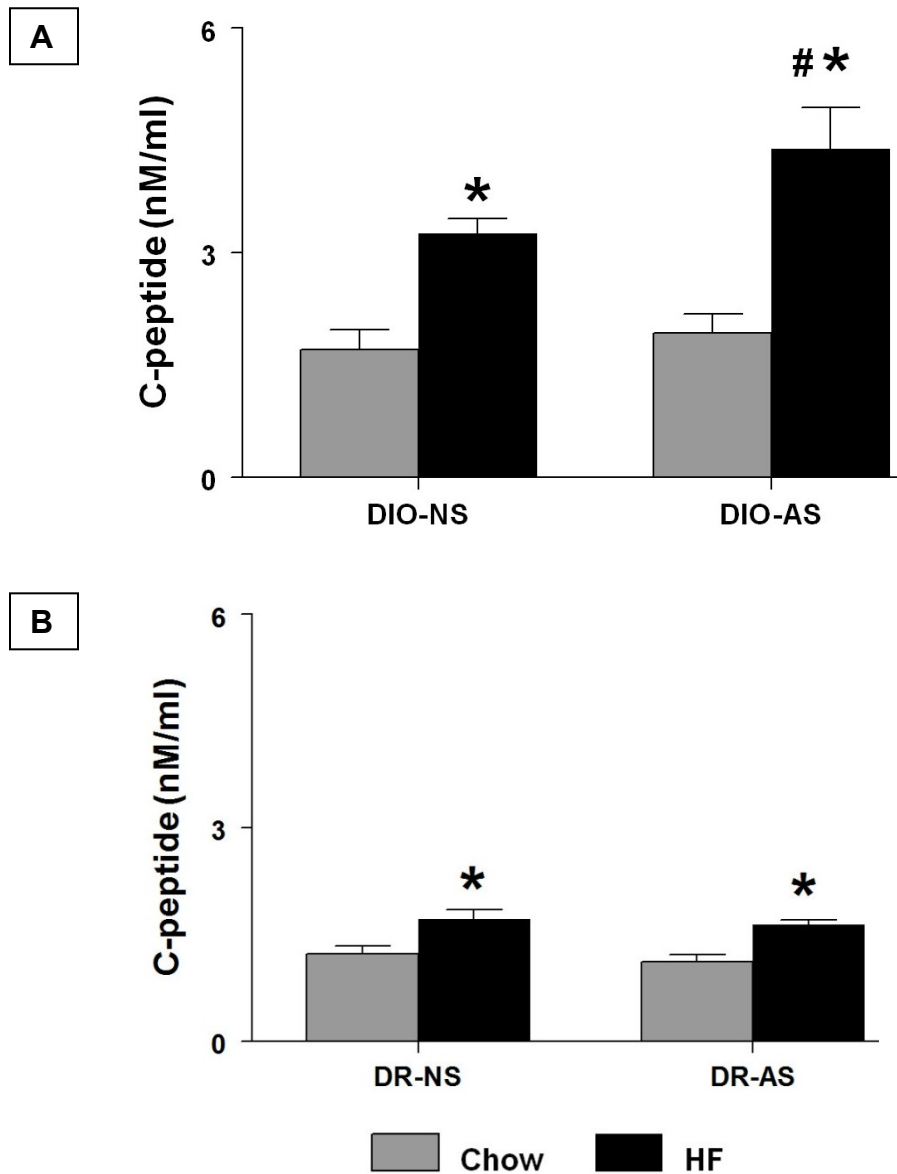 A
C-peptide (nM/ml)
6
3
0
*
# *
DIO-NS DIO-AS
B
C-peptide (nM/ml)
6
3
0
*
*
DR-NS DR-AS
Chow HF